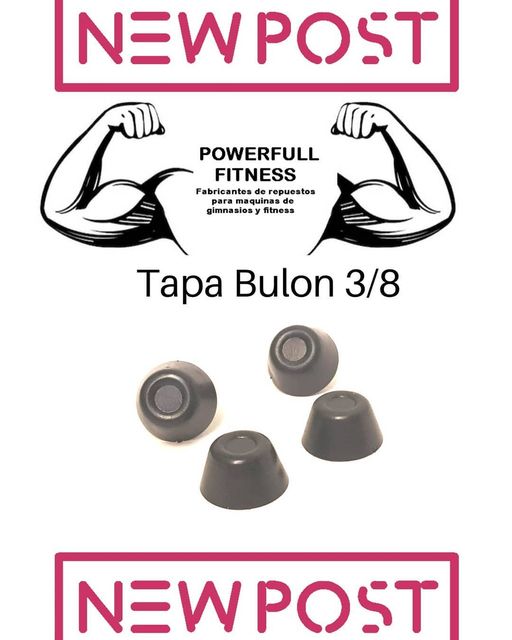 NEW POST
POWERFULL
FITNESS
Fabricantes de repuestos
para maquinas de
gimnasios y fitness
Tapa Bulon 3/8
NEW POST